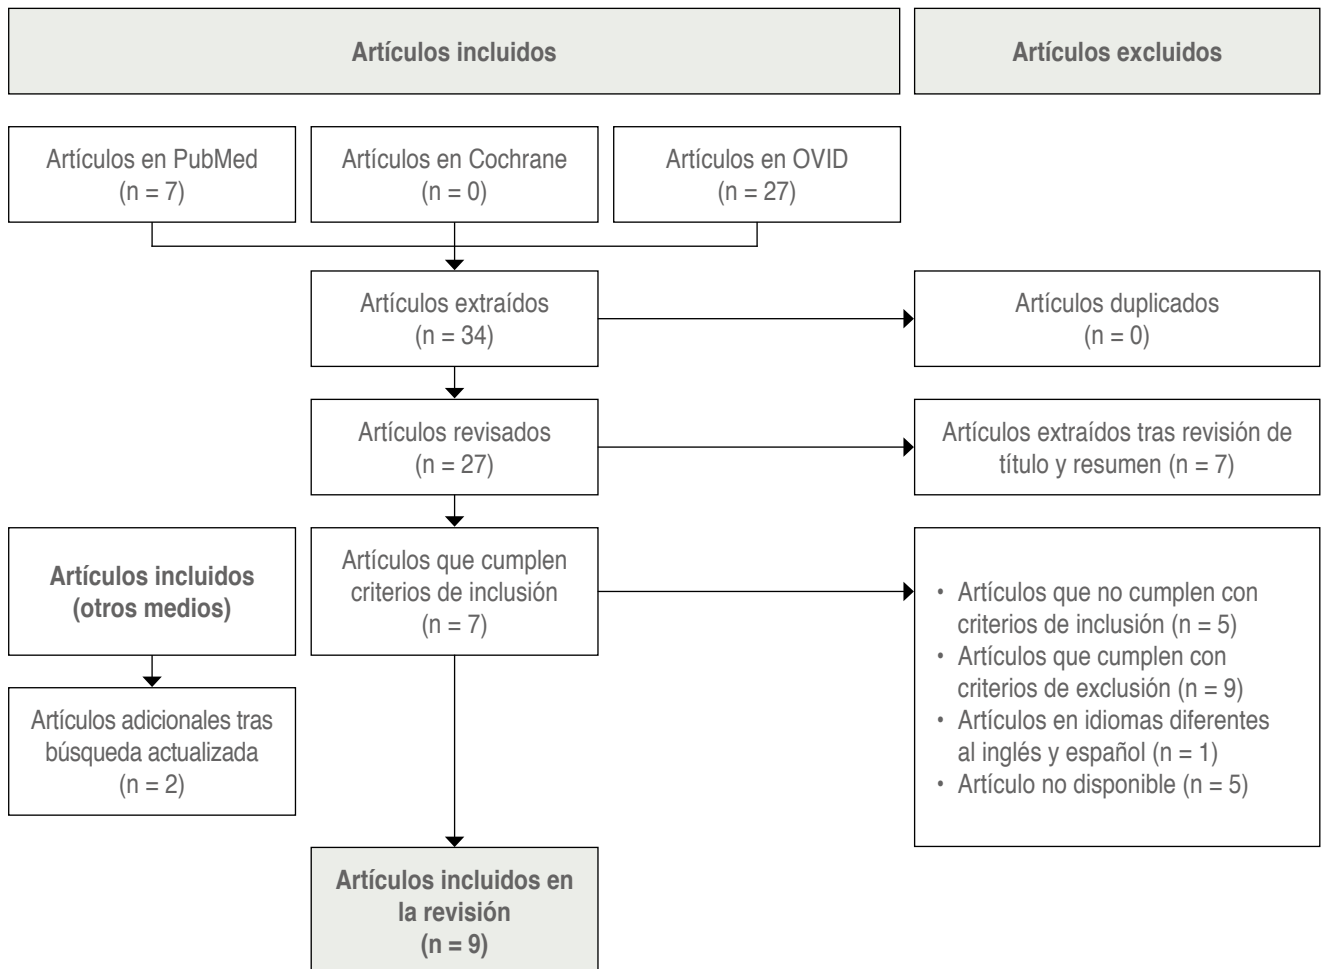 Artículos incluidos
Artículos excluidos
Artículos en PubMed
(n = 7)
Artículos en Cochrane
(n = 0)
Artículos en OVID
(n = 27)
Artículos extraídos
(n = 34)
Artículos duplicados
(n = 0)
Artículos revisados
(n = 27)
Artículos extraídos tras revisión de
título y resumen (n = 7)
Artículos incluidos
(otros medios)
Artículos que cumplen
criterios de inclusión
(n = 7)
• Artículos que no cumplen con
criterios de inclusión (n = 5)
• Artículos que cumplen con
criterios de exclusión (n = 9)
• Artículos en idiomas diferentes
al inglés y español (n = 1)
• Artículo no disponible (n = 5)
Artículos adicionales tras
búsqueda actualizada
(n = 2)
Artículos incluidos en
la revisión
(n = 9)